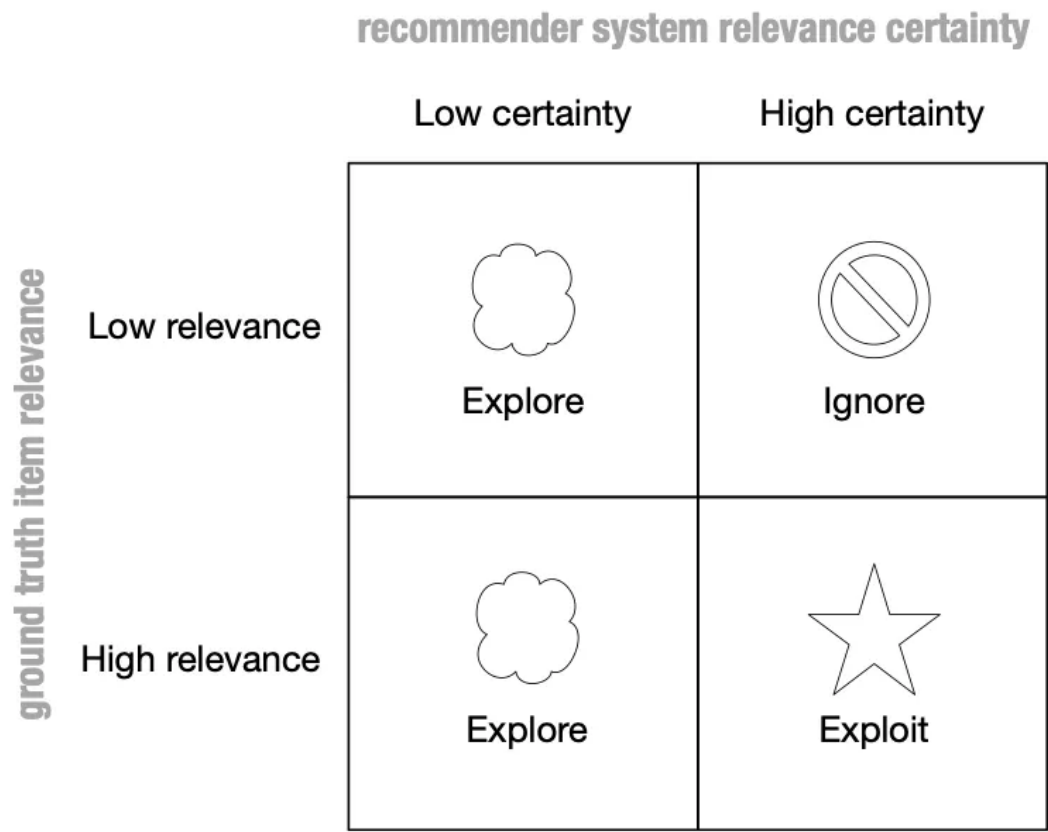 recommender system relevance certainty
Low certainty
High certainty
ground truth item relevance
Low relevance
Explore
Ignore
High relevance
Explore
Exploit